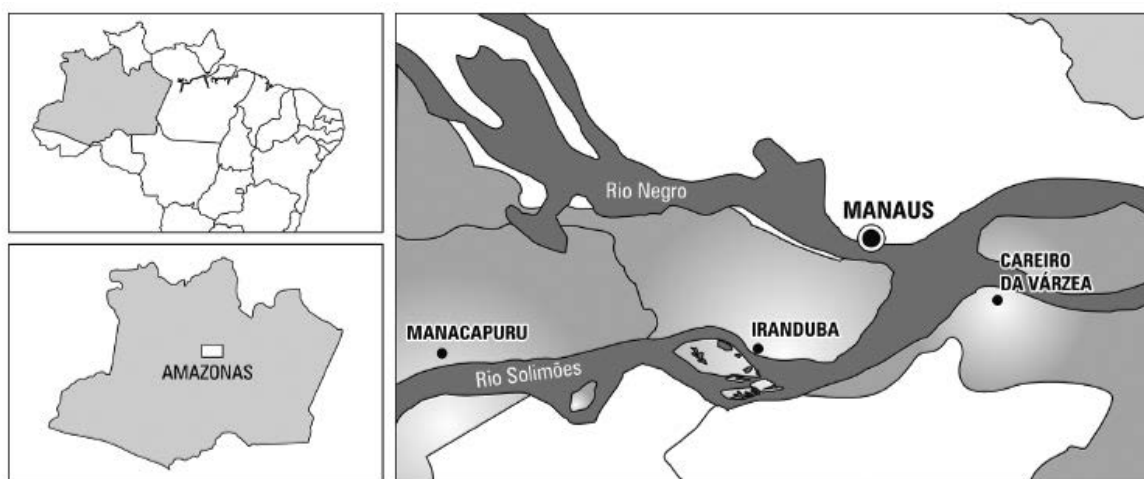 AMAZONAS
Rio Negro
MANAUS
CAREIRO
DA VÁRZEA
MANACAPURU
IRANDUBA
Rio Solimões